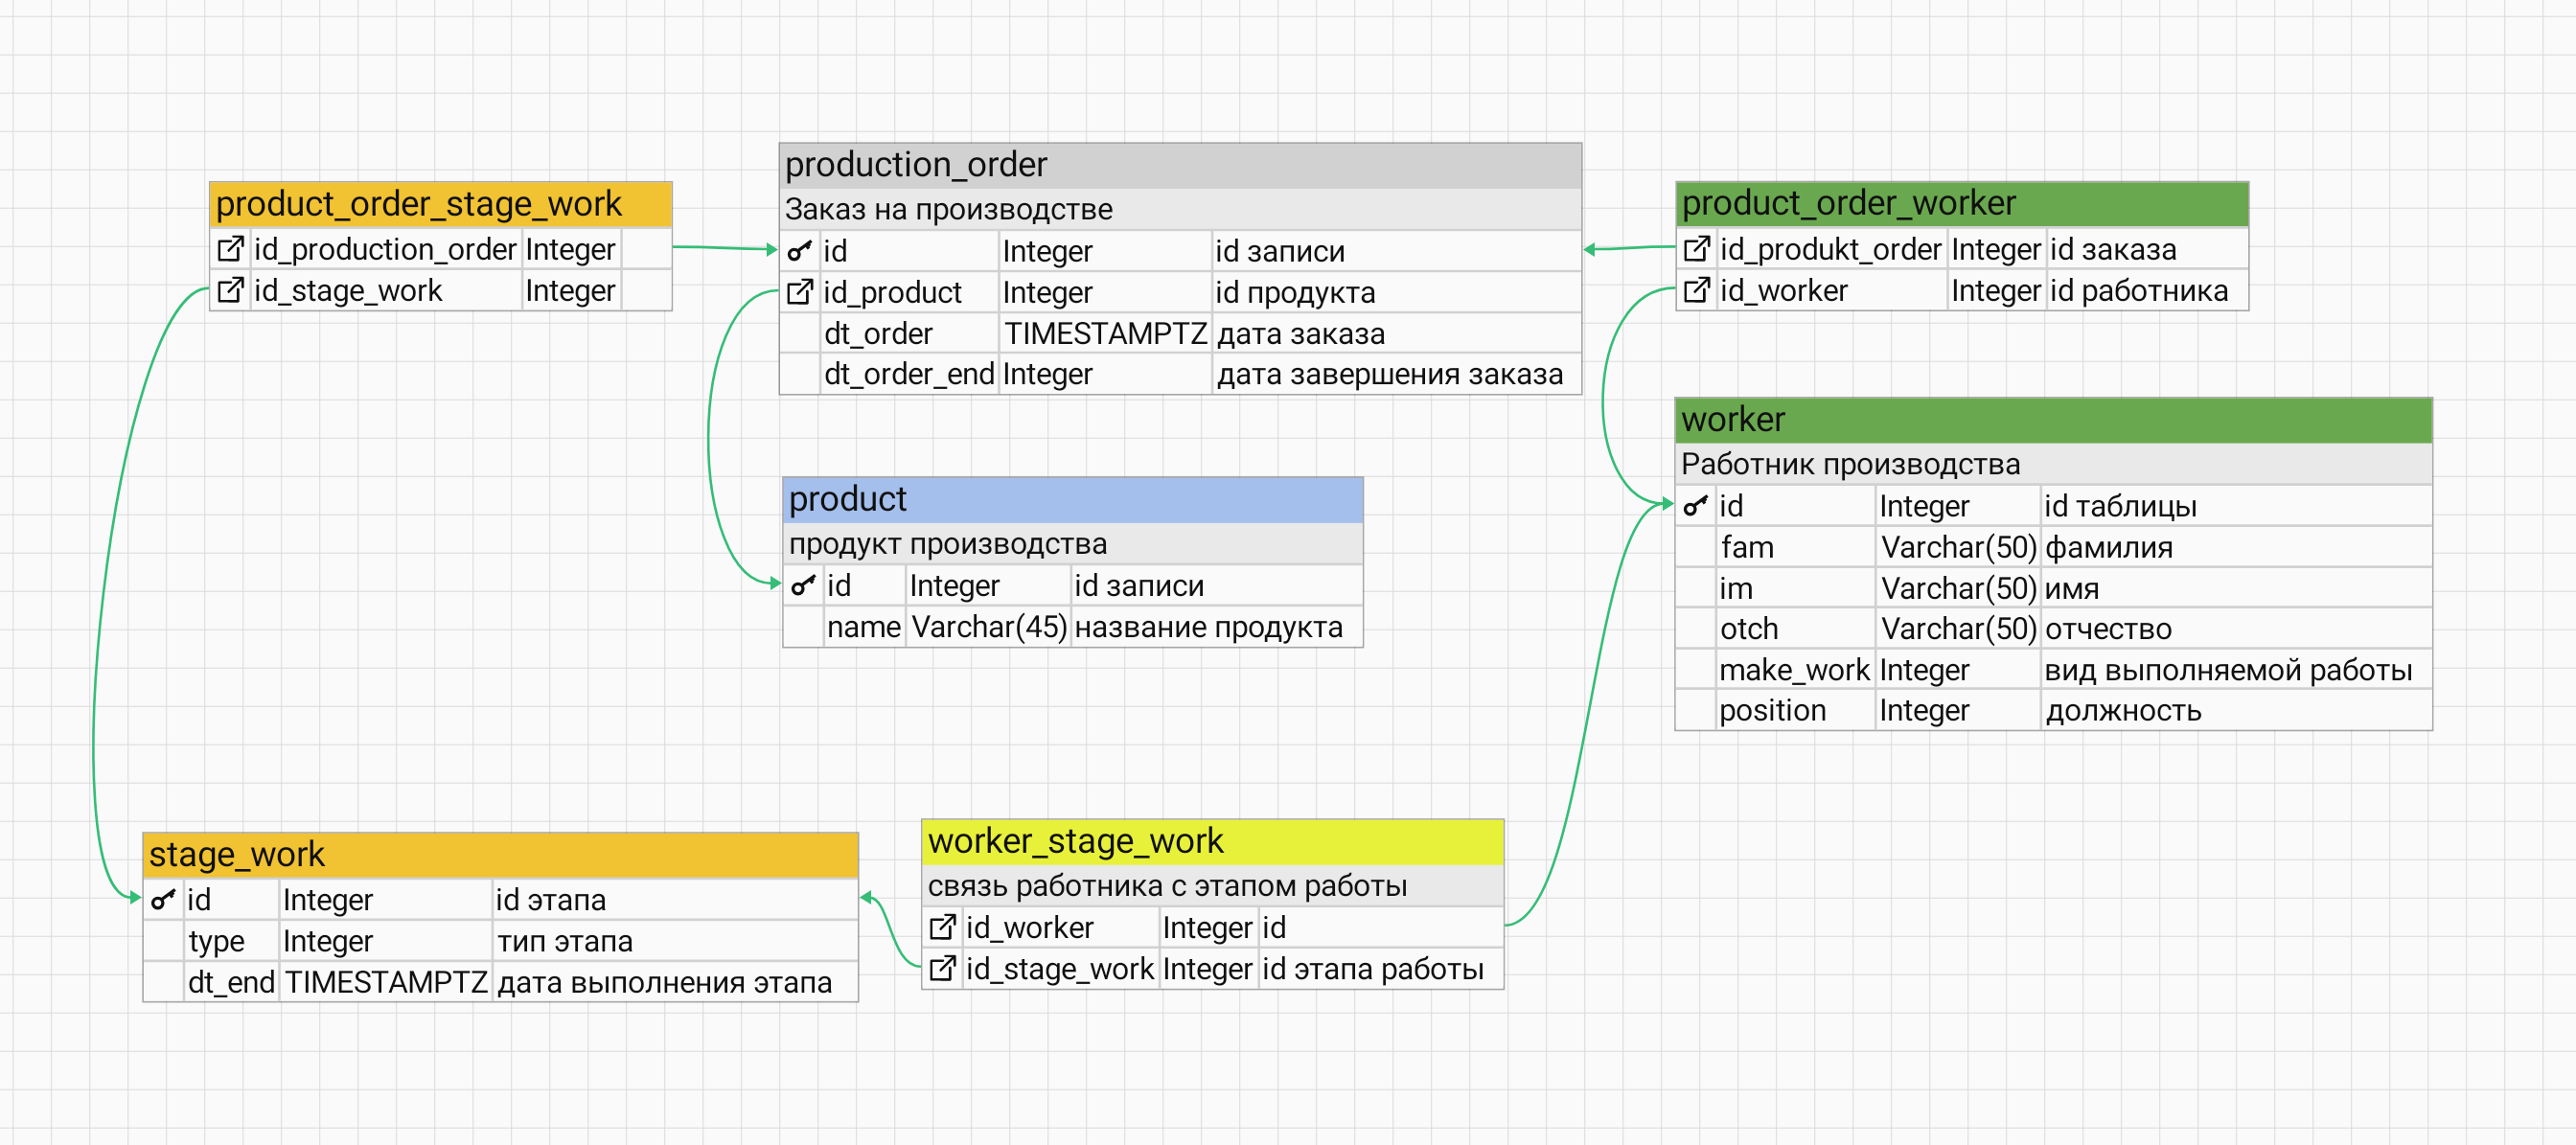 product_order_stage_work
id_production_order Integer
id_stage_work Integer
production_order
Заказ на производстве
id Integer id записи
id_product Integer id продукта
dt_order TIMESTAMPTZ дата заказа
dt_order_end Integer дата завершения заказа
product_order_worker
id_produkt_order Integer id заказа
id_worker Integer id работника
product
продукт производства
id Integer id записи
name Varchar(45) название продукта
worker
Работник производства
id Integer id таблицы
fam Varchar(50) фамилия
im Varchar(50) имя
otch Varchar(50) отчество
make_work Integer вид выполняемой работы
position Integer должность
stage_work
id Integer id этапа
type Integer тип этапа
dt_end TIMESTAMPTZ дата выполнения этапа
worker_stage_work
связь работника с этапом работы
id_worker Integer id
id_stage_work Integer id этапа работы